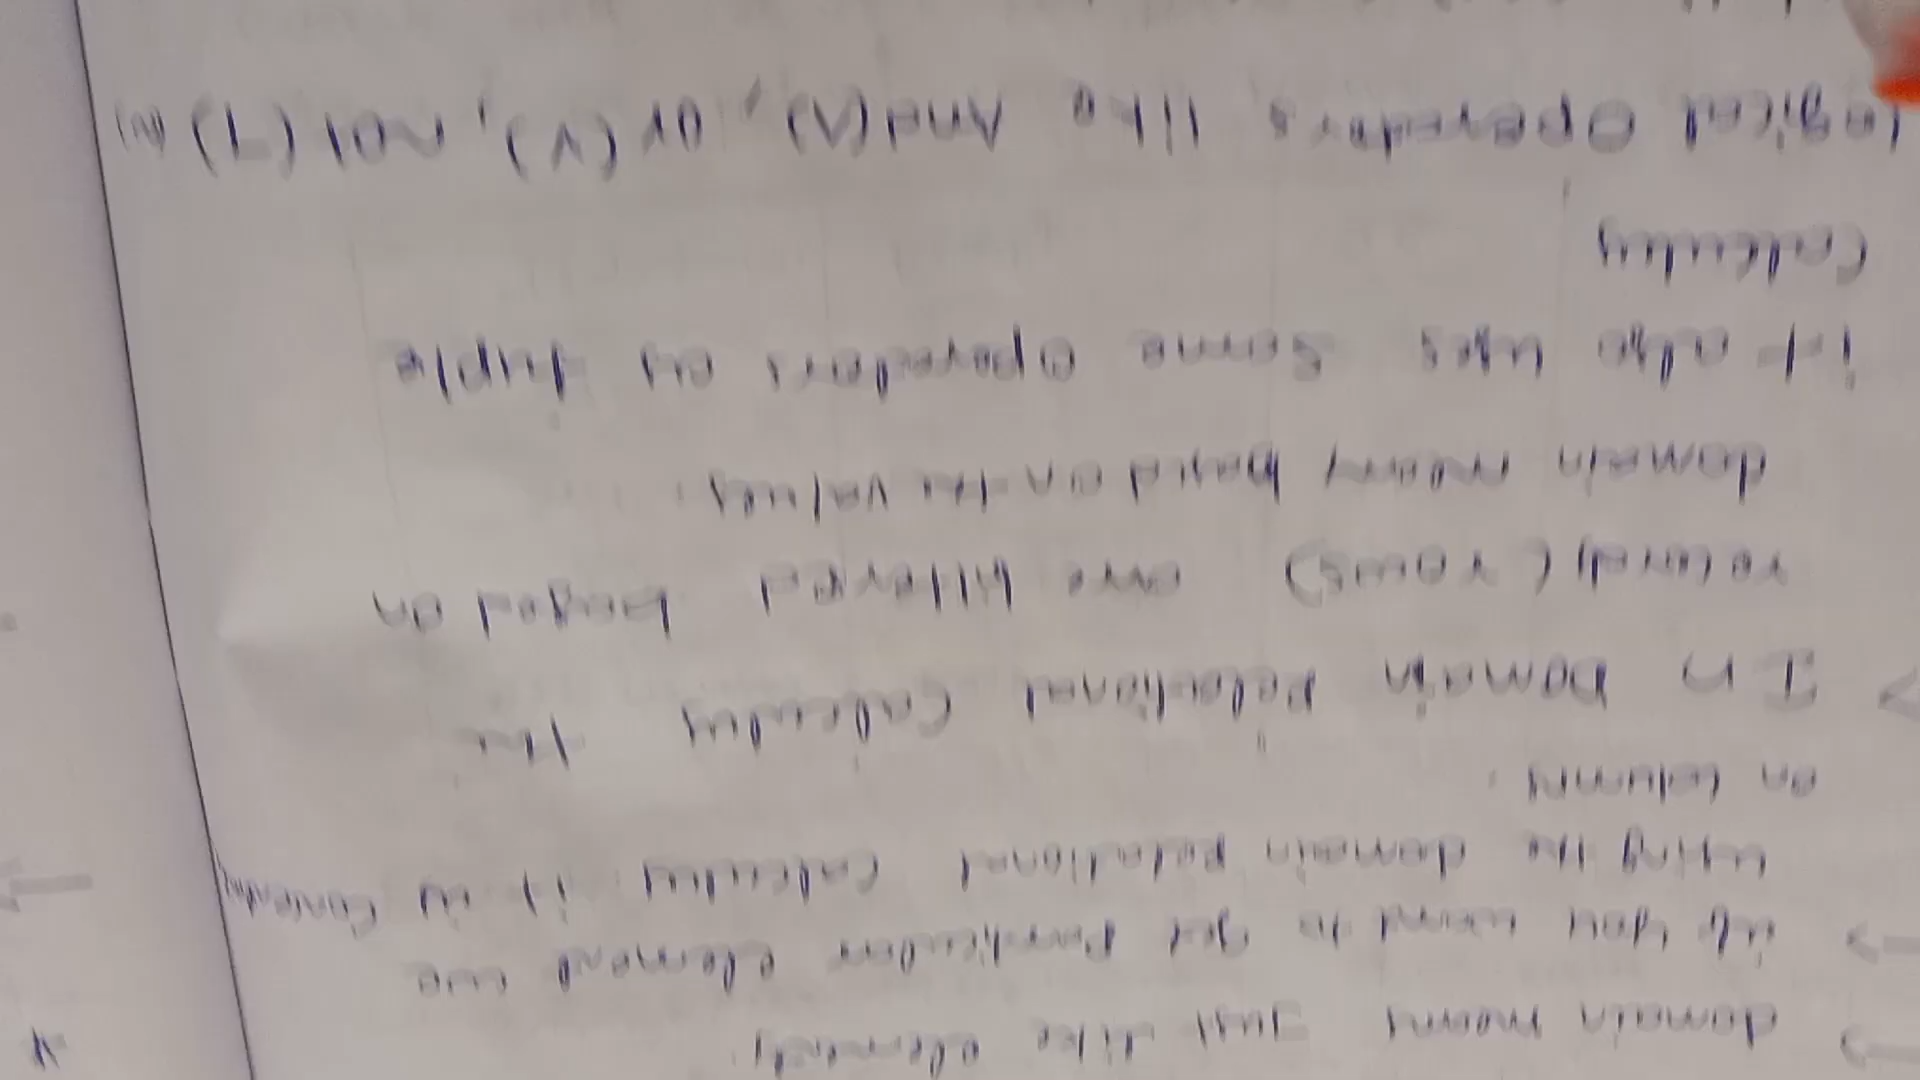 domain means just like elements.
if you want to get Particular element we
using the domain Relational Calculus it is
on columns.
In Domain Relational Calculus the
records (rows) are filtered based on
domain means based on the values.
it also uses some operators as tuple
Calculus
Logical Operators like And(∧), or (∨), NOT (¬)